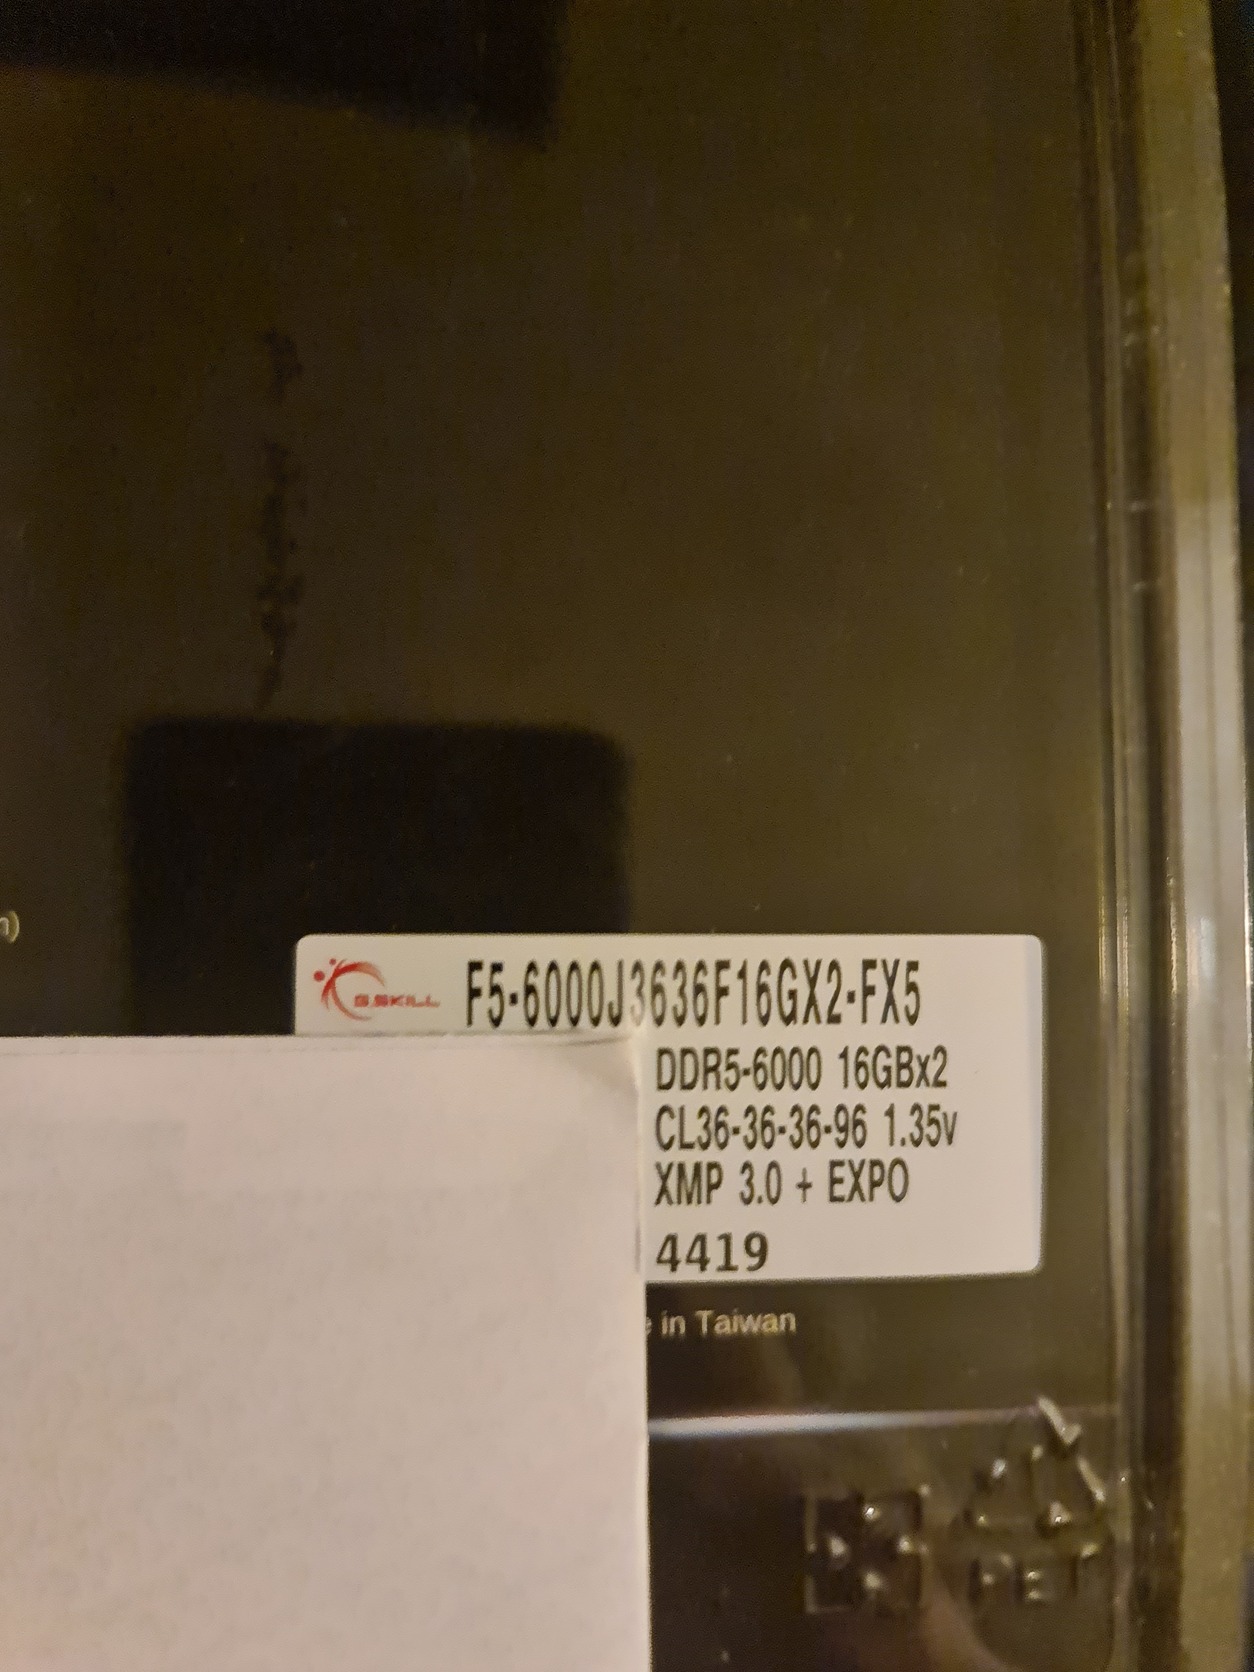 n)
G.SKILL F5-6000J3636F16GX2-FX5
DDR5-6000 16GBx2
CL36-36-36-96 1.35v
XMP 3.0 + EXPO
4419
e in Taiwan
PET